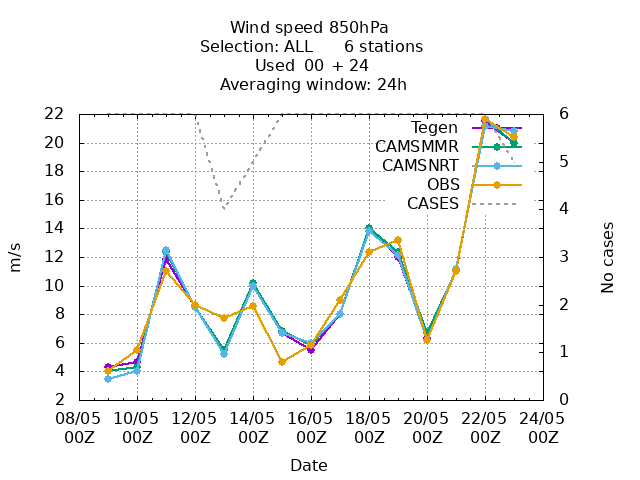 Wind speed 850hPa
Selection: ALL 6 stations
Used 00 + 24
Averaging window: 24h
22
20
18
16
14
12
10
8
6
4
2
m/s
6
5
4
3
2
1
0
No cases
Tegen
CAMSMMR
CAMSNRT
OBS
CASES
08/05 10/05 12/05 14/05 16/05 18/05 20/05 22/05 24/05
00Z 00Z 00Z 00Z 00Z 00Z 00Z 00Z 00Z
Date